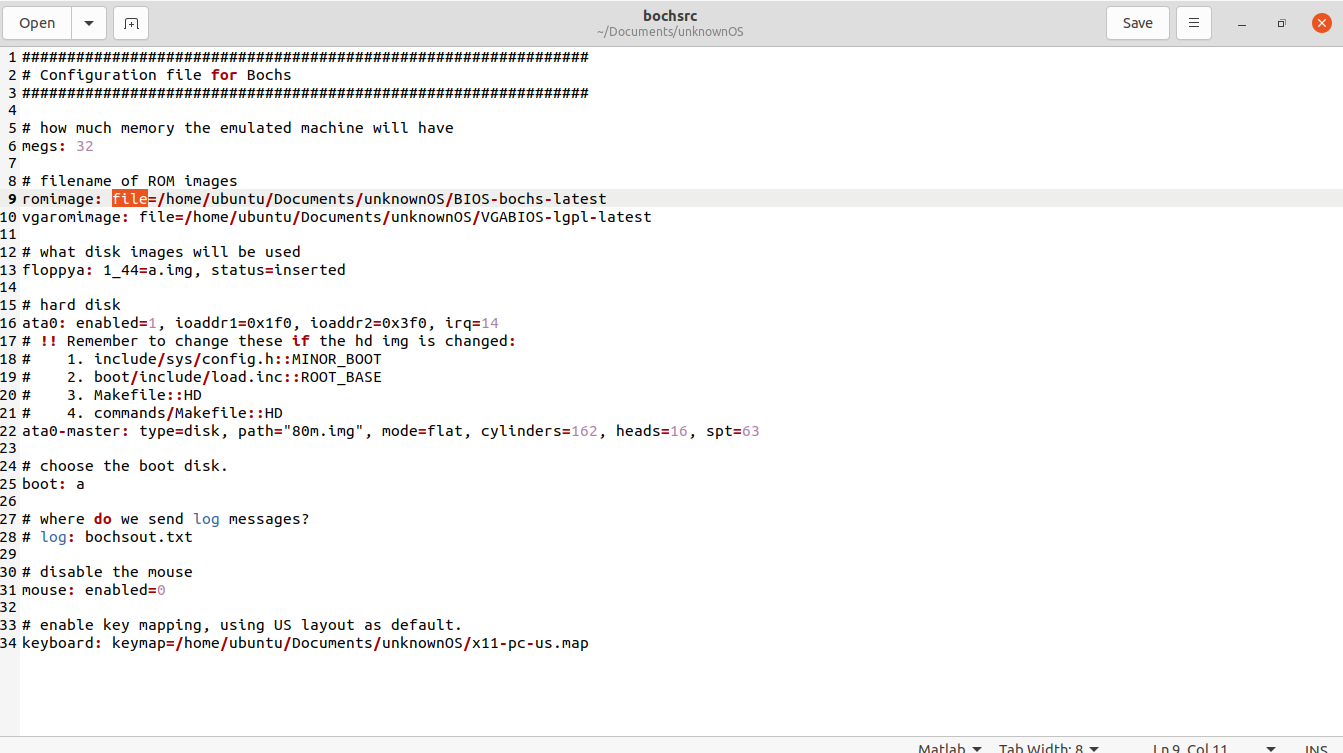 Open
bochsrc
~/Documents/unknownOS
Save
1 ###############################################################
2 # Configuration file for Bochs
3 ###############################################################
4
5 # how much memory the emulated machine will have
6 megs: 32
7
8 # filename of ROM images
9 romimage: file=/home/ubuntu/Documents/unknownOS/BIOS-bochs-latest
10 vgaromimage: file=/home/ubuntu/Documents/unknownOS/VGABIOS-lgpl-latest
11
12 # what disk images will be used
13 floppya: 1_44=a.img, status=inserted
14
15 # hard disk
16 ata0: enabled=1, ioaddr1=0x1f0, ioaddr2=0x3f0, irq=14
17 # !! Remember to change these if the hd img is changed:
18 #    1. include/sys/config.h::MINOR_BOOT
19 #    2. boot/include/load.inc::ROOT_BASE
20 #    3. Makefile::HD
21 #    4. commands/Makefile::HD
22 ata0-master: type=disk, path="80m.img", mode=flat, cylinders=162, heads=16, spt=63
23
24 # choose the boot disk.
25 boot: a
26
27 # where do we send log messages?
28 # log: bochsout.txt
29
30 # disable the mouse
31 mouse: enabled=0
32
33 # enable key mapping, using US layout as default.
34 keyboard: keymap=/home/ubuntu/Documents/unknownOS/x11-pc-us.map
Matlab Tab Width: 8 Ln 9, Col 11 INS